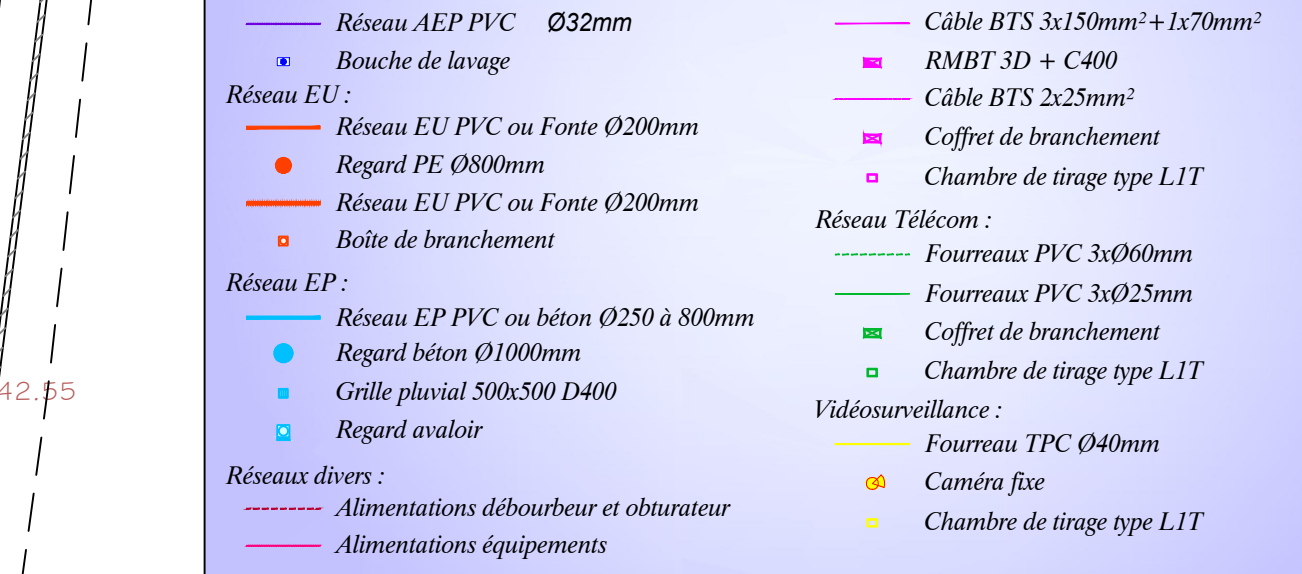 Réseau AEP PVC Ø32mm
Bouche de lavage
Réseau EU :
Réseau EU PVC ou Fonte Ø200mm
Regard PE Ø800mm
Réseau EU PVC ou Fonte Ø200mm
Boîte de branchement
Réseau EP :
Réseau EP PVC ou béton Ø250 à 800mm
Regard béton Ø1000mm
Grille pluvial 500x500 D400
Regard avaloir
Réseaux divers :
Alimentations débourbeur et obturateur
Alimentations équipements
Câble BTS 3x150mm²+1x70mm²
RMBT 3D + C400
Câble BTS 2x25mm²
Coffret de branchement
Chambre de tirage type L1T
Réseau Télécom :
Fourreaux PVC 3xØ60mm
Fourreaux PVC 3xØ25mm
Coffret de branchement
Chambre de tirage type L1T
Vidéosurveillance :
Fourreau TPC Ø40mm
Caméra fixe
Chambre de tirage type L1T
42.55